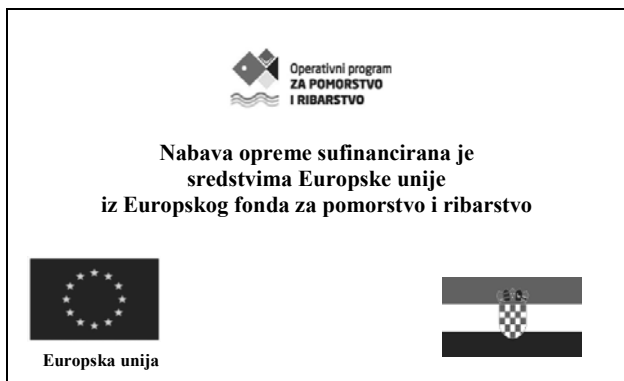 Operativni program
ZA POMORSTVO
I RIBARSTVO
Nabava opreme sufinancirana je
sredstvima Europske unije
iz Europskog fonda za pomorstvo i ribarstvo
Europska unija